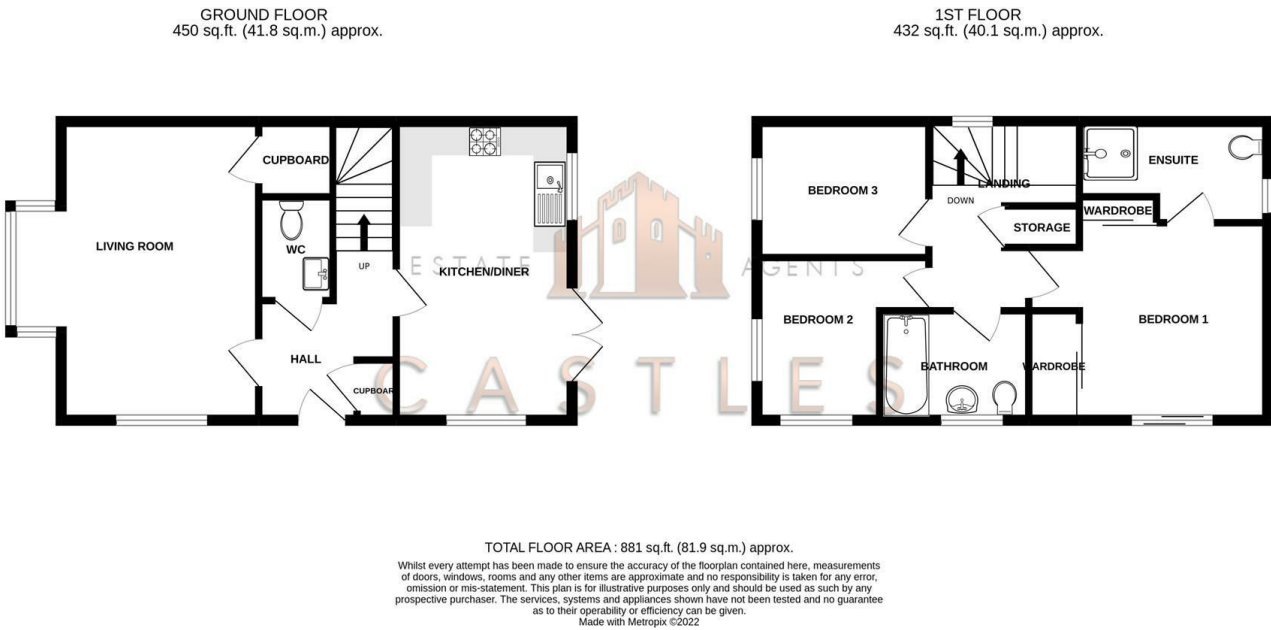 GROUND FLOOR
450 sq.ft. (41.8 sq.m.) approx.
1ST FLOOR
432 sq.ft. (40.1 sq.m.) approx.
CUPBOARD
LIVING ROOM
WC
UP
KITCHEN/DINER
HALL
CUPBOAR
BEDROOM 3
LANDING
DOWN
ENSUITE
WARDROBE
STORAGE
BEDROOM 2
BEDROOM 1
BATHROOM
WARDROBE
ESTATE AGENTS
CASTLES
TOTAL FLOOR AREA : 881 sq.ft. (81.9 sq.m.) approx.
Whilst every attempt has been made to ensure the accuracy of the floorplan contained here, measurements
of doors, windows, rooms and any other items are approximate and no responsibility is taken for any error,
omission or mis-statement. This plan is for illustrative purposes only and should be used as such by any
prospective purchaser. The services, systems and appliances shown have not been tested and no guarantee
as to their operability or efficiency can be given.
Made with Metropix ©2022